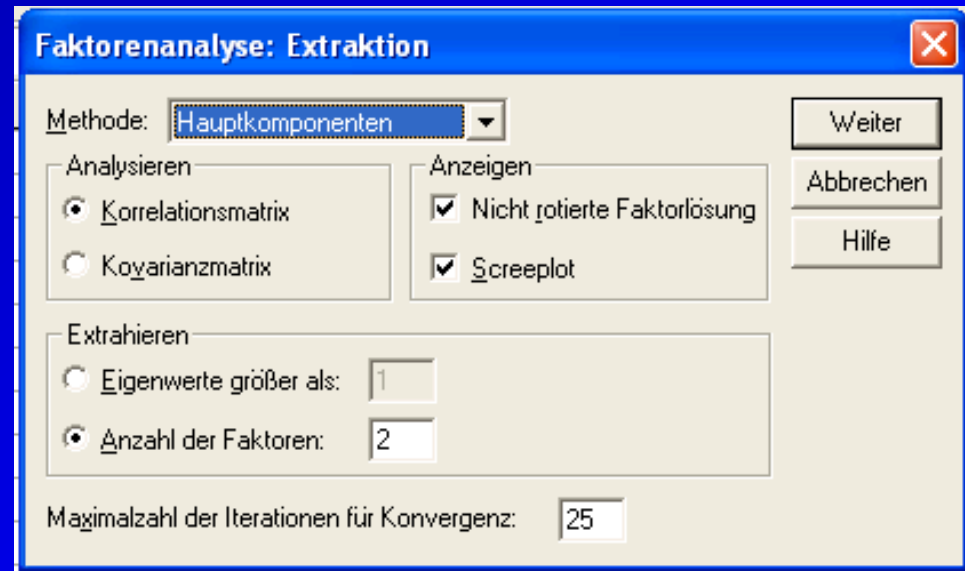 Faktorenanalyse: Extraktion
Methode: Hauptkomponenten
Weiter
Abbrechen
Hilfe
Analysieren
Korrelationsmatrix
Kovarianzmatrix
Anzeigen
Nicht rotierte Faktorlösung
Screeplot
Extrahieren
Eigenwerte größer als: 1
Anzahl der Faktoren: 2
Maximalzahl der Iterationen für Konvergenz: 25